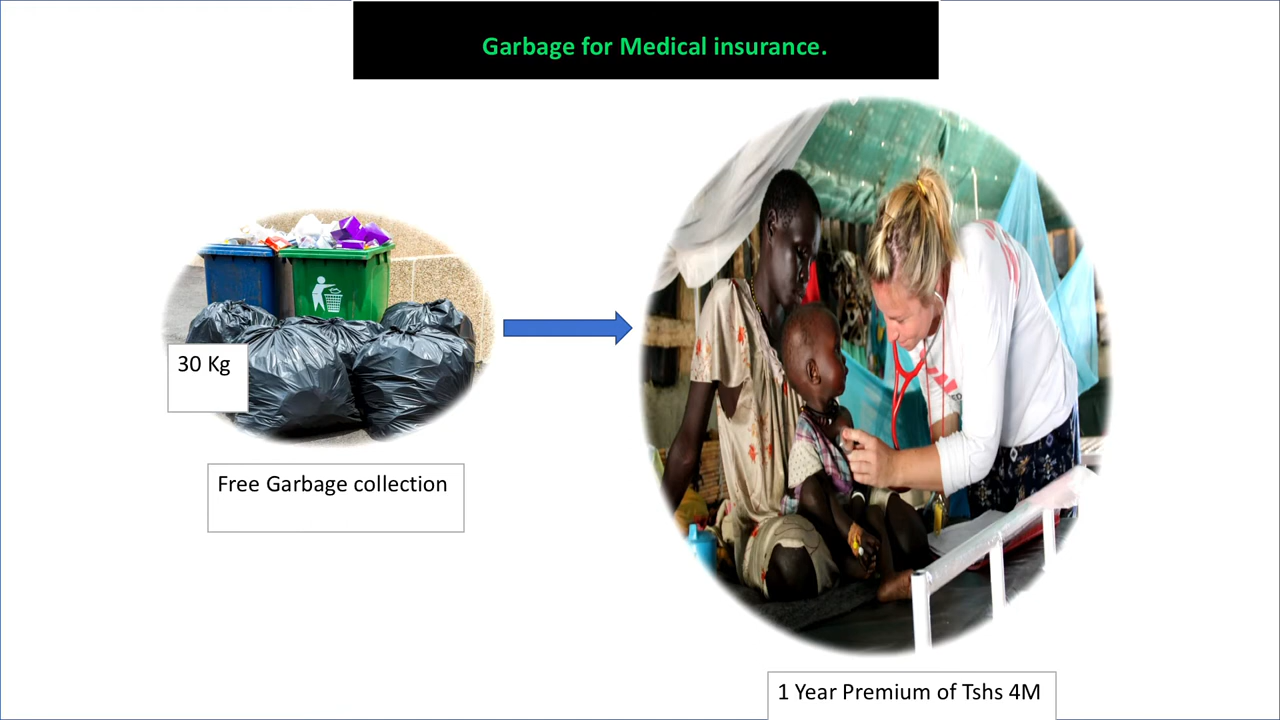 Garbage for Medical insurance.
30 Kg
Free Garbage collection
1 Year Premium of Tshs 4M